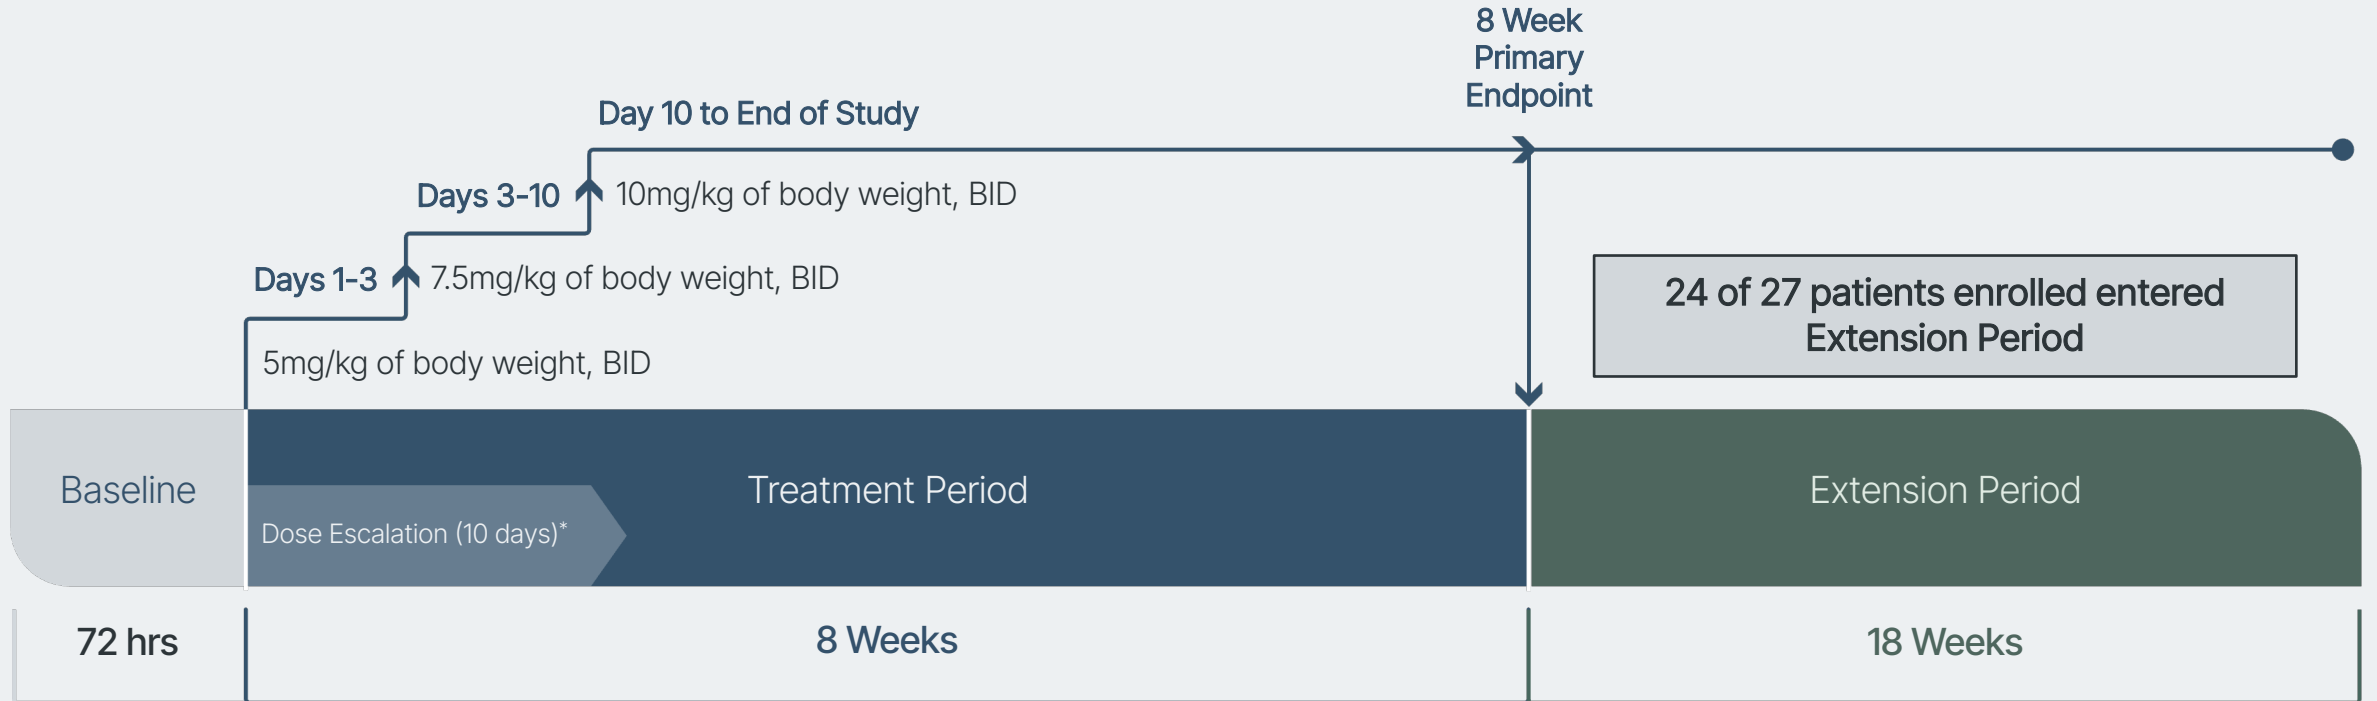 8 Week
Primary
Endpoint
Day 10 to End of Study
Days 3-10
10mg/kg of body weight, BID
Days 1-3
7.5mg/kg of body weight, BID
24 of 27 patients enrolled entered
Extension Period
5mg/kg of body weight, BID
Baseline
Treatment Period
Extension Period
Dose Escalation (10 days)*
72 hrs
8 Weeks
18 Weeks